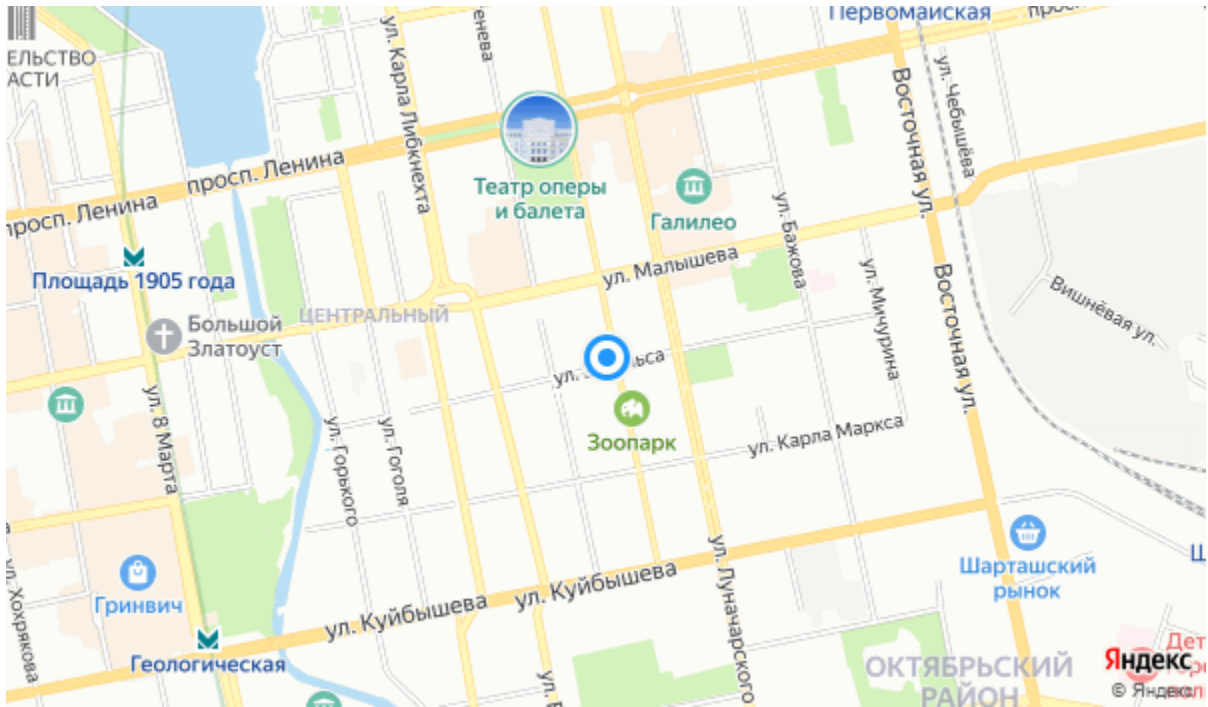 Первомайская
ЕЛЬСТВО
АСТИ
ул. Карла Либкнехта
просп. Ленина
просп. Ленина
Театр оперы
и балета
Галилео
ул. Бажова
Восточная ул.
ул. Чебышёва
Площадь 1905 года
ул. Малышева
Большой
Златоуст
ЦЕНТРАЛЬНЫЙ
ул. Мичурина
Восточная ул.
Вишнёвая ул.
ул. 8 Марта
ул. Горького
ул. Гоголя
Зоопарк
ул. Карла Маркса
Гринвич
ул. Хохрякова
Геологическая
ул. Куйбышева
ул. Куйбышева
ул. Луначарского
Шарташский
рынок
ОКТЯБРЬСКИЙ
РАЙОН
Яндекс
© Яндекс